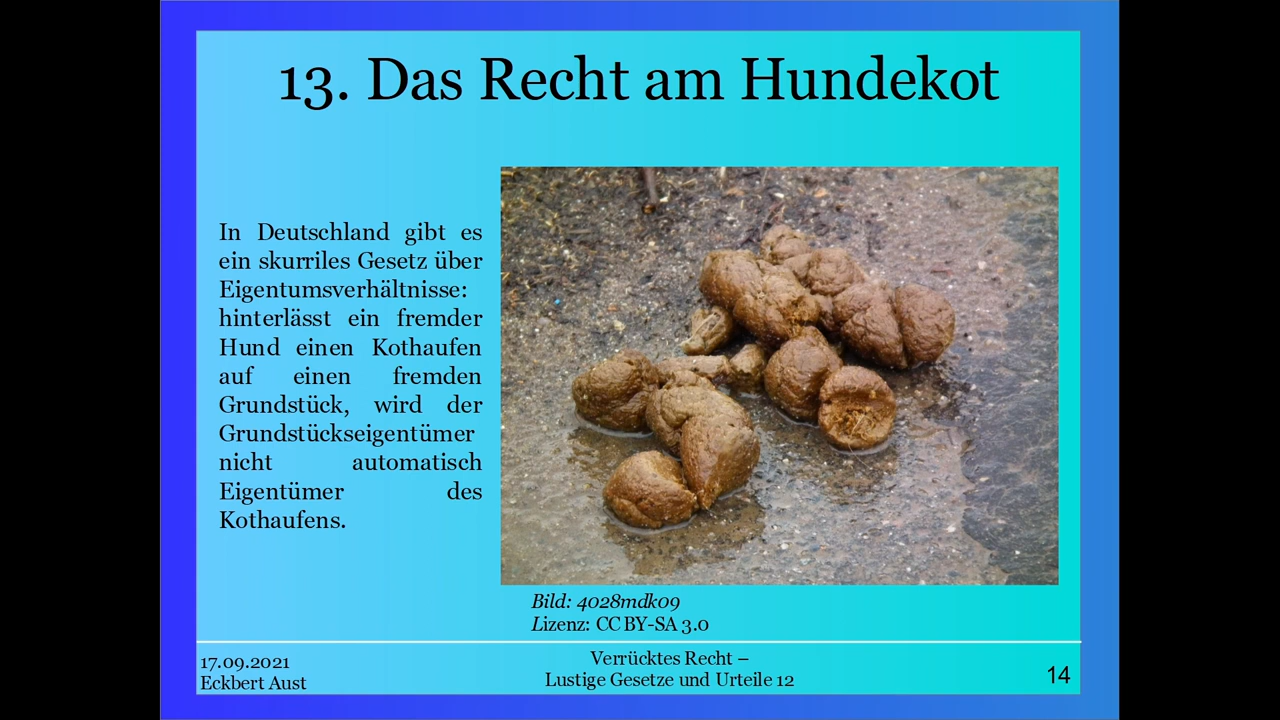 13. Das Recht am Hundekot
In Deutschland gibt es
ein skurriles Gesetz über
Eigentumsverhältnisse:
hinterlässt ein fremder
Hund einen Kothaufen
auf einen fremden
Grundstück, wird der
Grundstückseigentümer
nicht automatisch
Eigentümer des
Kothaufens.
Bild: 4028mdk09
Lizenz: CC BY-SA 3.0
17.09.2021
Eckbert Aust
Verrücktes Recht –
Lustige Gesetze und Urteile 12
14